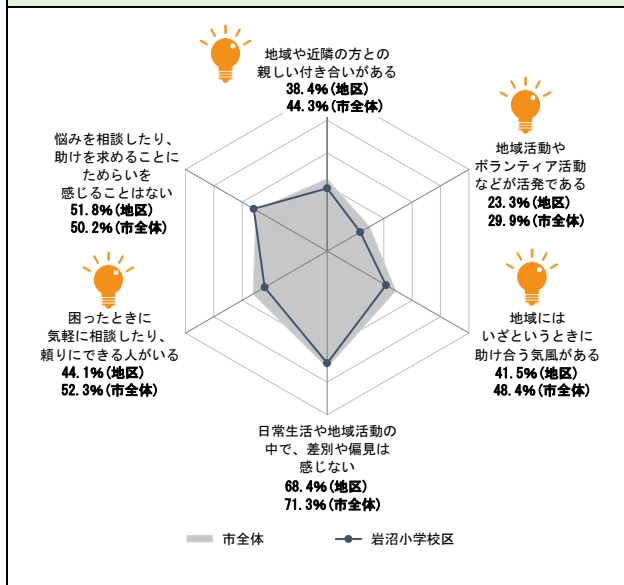 地域や近隣の方との
親しい付き合いがある
38.4%(地区)
44.3%(市全体)
地域活動や
ボランティア活動
などが活発である
23.3%(地区)
29.9%(市全体)
地域には
いざというときに
助け合う気風がある
41.5%(地区)
48.4%(市全体)
日常生活や地域活動の
中で、差別や偏見は
感じない
68.4%(地区)
71.3%(市全体)
困ったときに
気軽に相談したり、
頼りにできる人がいる
44.1%(地区)
52.3%(市全体)
悩みを相談したり、
助けを求めることに
ためらいを
感じることはない
51.8%(地区)
50.2%(市全体)
市全体
岩沼小学校区